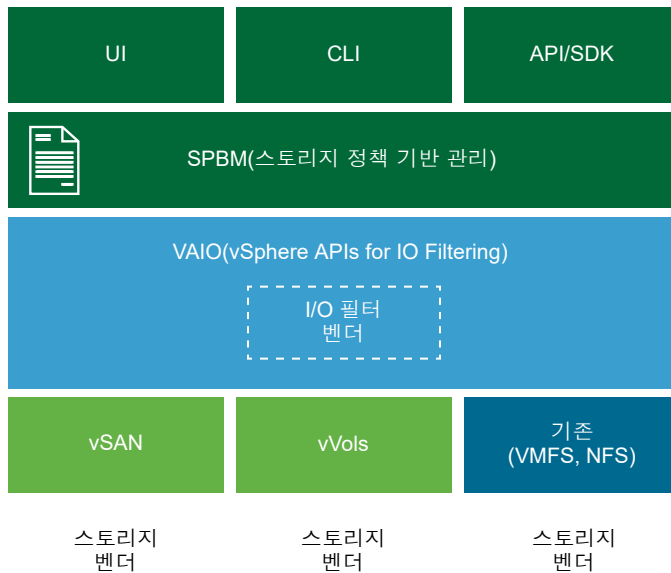 UI
CLI
API/SDK
SPBM(스토리지 정책 기반 관리)
VAIO(vSphere APIs for IO Filtering)
I/O 필터
벤더
vSAN
vVols
기존
(VMFS, NFS)
스토리지
벤더
스토리지
벤더
스토리지
벤더